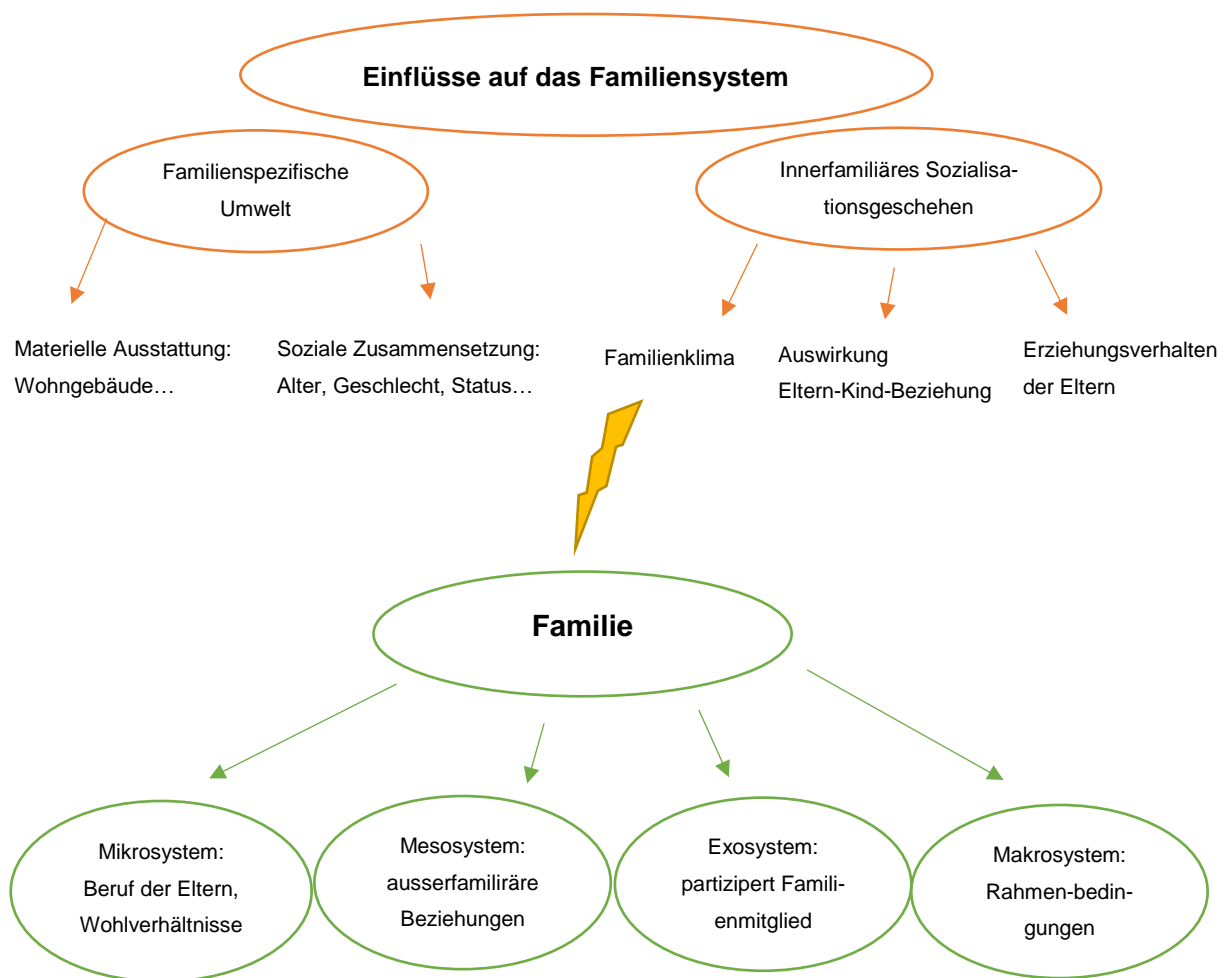 Einflüsse auf das Familiensystem
Familienspezifische
Umwelt
Innerfamiliäres Sozialisa-
tionsgeschehen
Materielle Ausstattung:
Wohngebäude…
Soziale Zusammensetzung:
Alter, Geschlecht, Status…
Familienklima
Auswirkung
Eltern-Kind-Beziehung
Erziehungsverhalten
der Eltern
Familie
Mikrosystem:
Beruf der Eltern,
Wohlverhältnisse
Mesosystem:
ausserfamiliräre
Beziehungen
Exosystem:
partizipert Famili-
enmitglied
Makrosystem:
Rahmen-bedin-
gungen